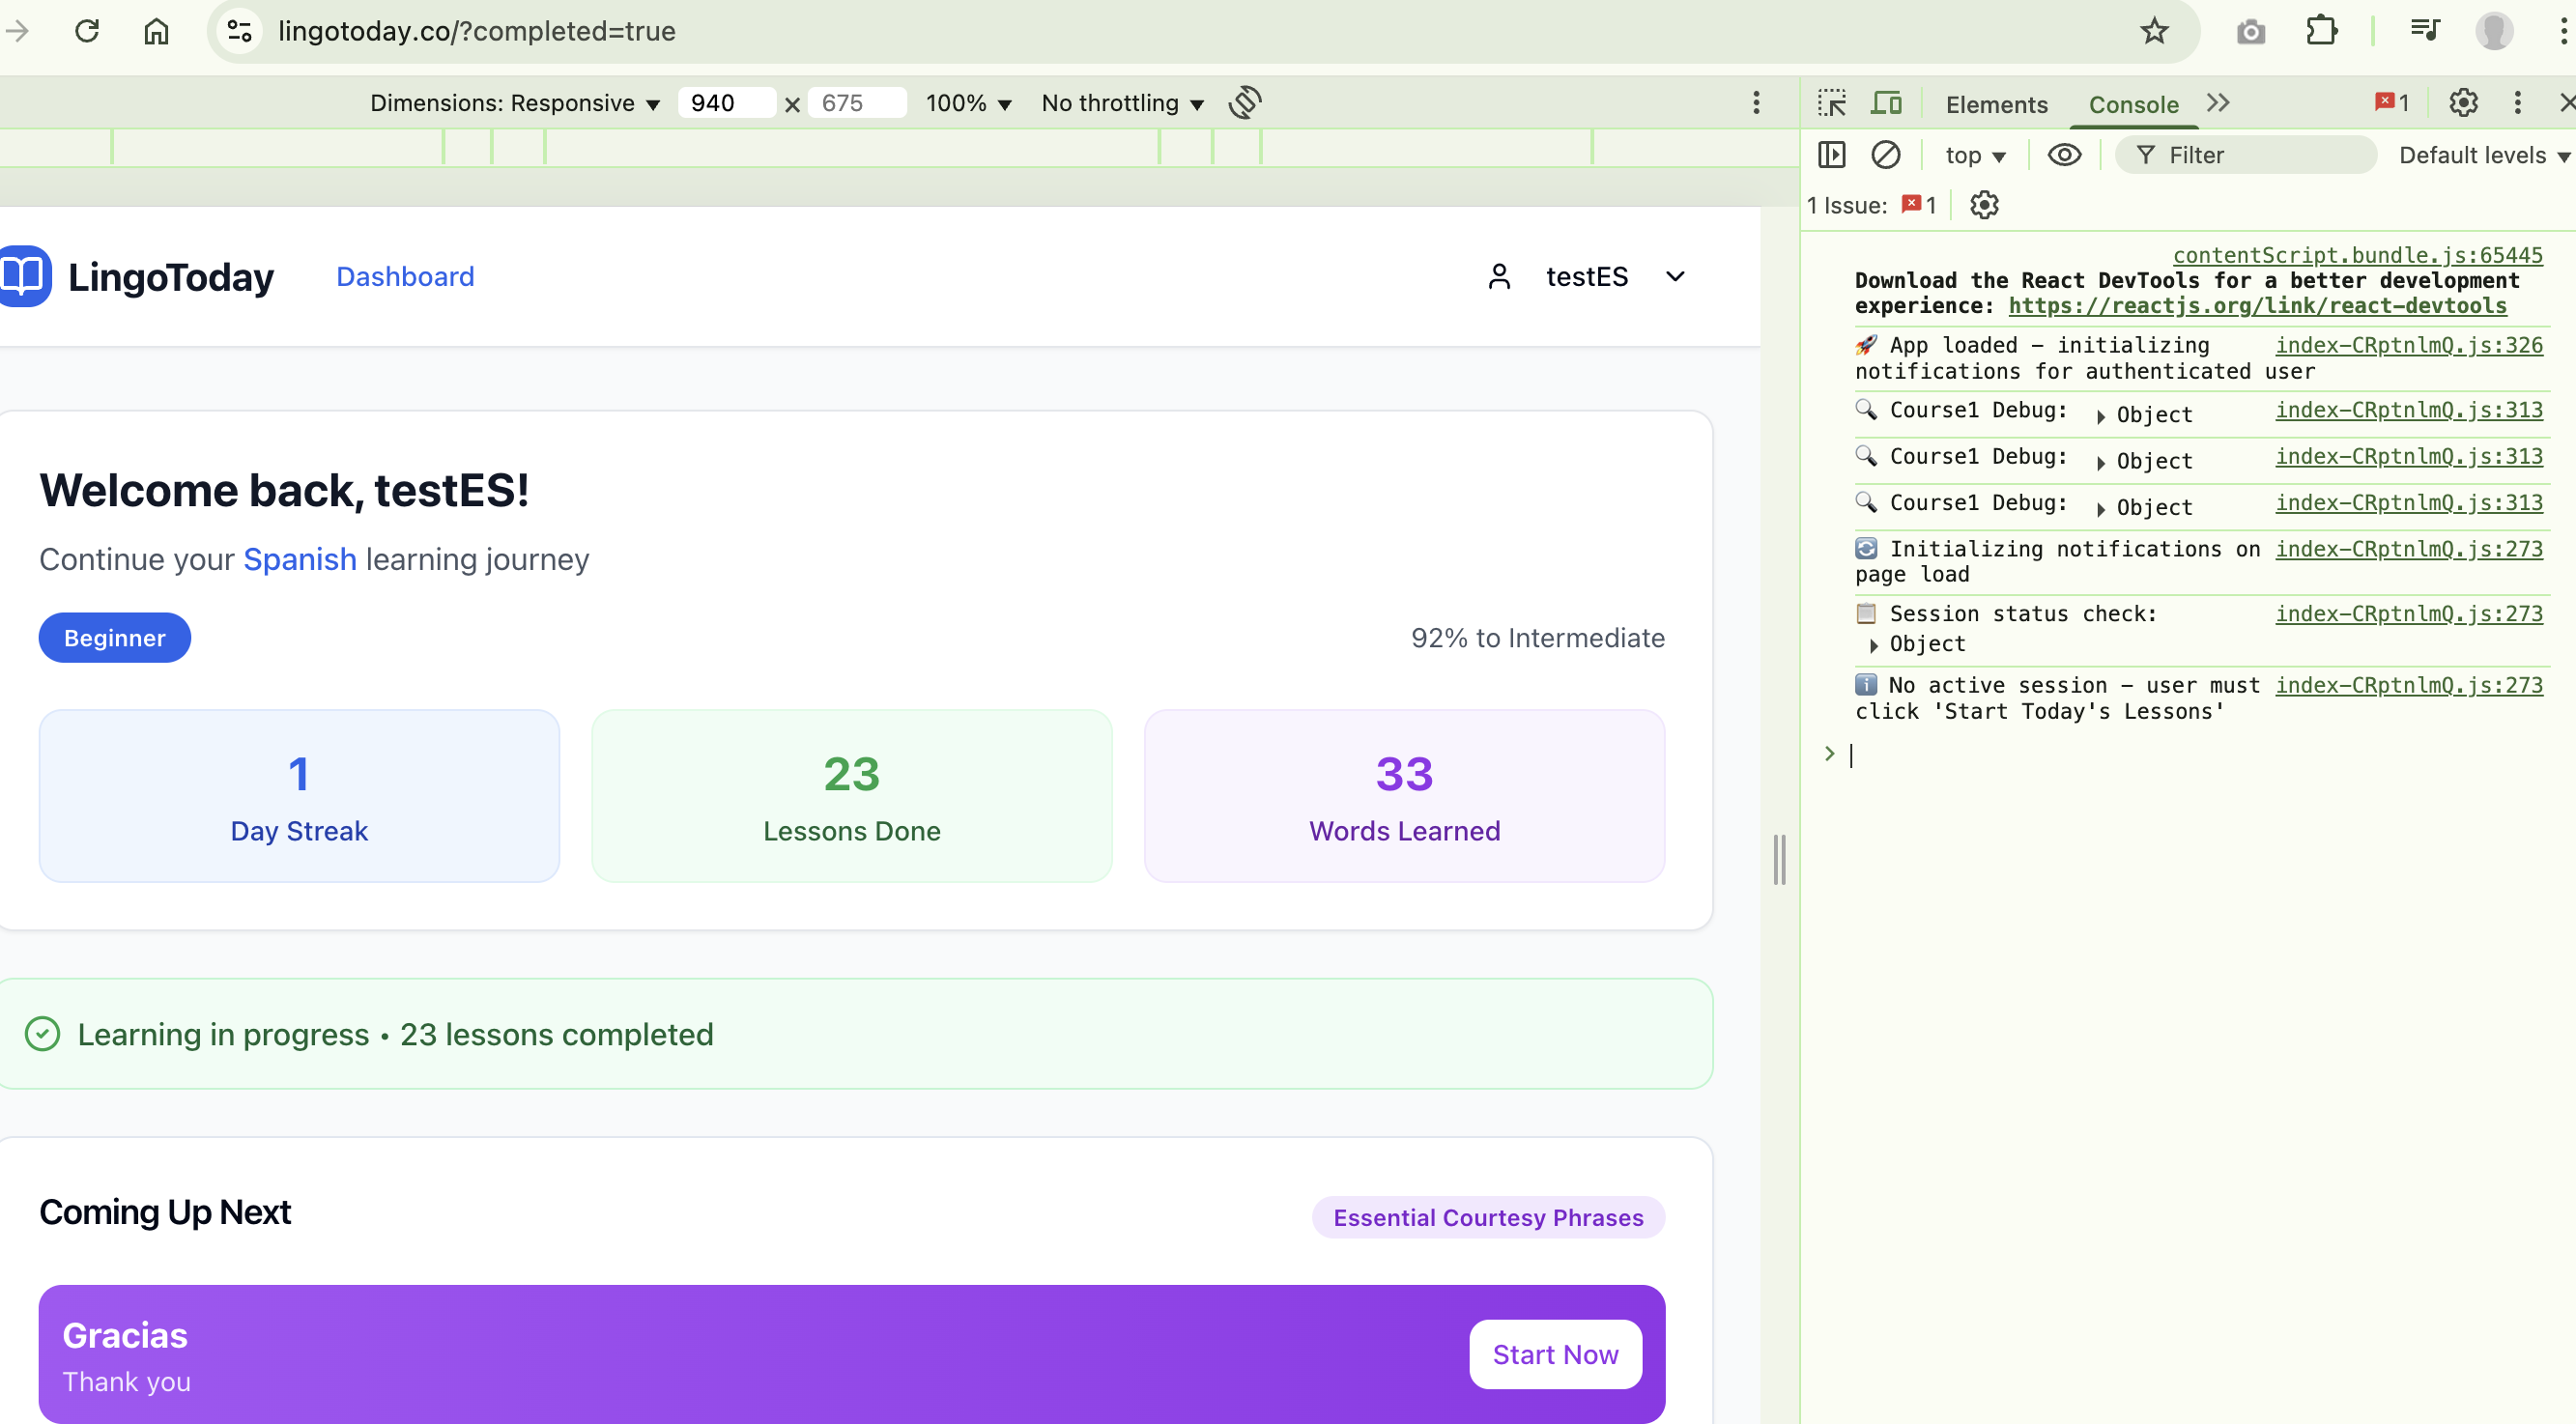 lingotoday.co/?completed=true
Dimensions: Responsive 940 × 675 100% No throttling
LingoToday Dashboard testES
Welcome back, testES!
Continue your Spanish learning journey
Beginner 92% to Intermediate
1 23 33
Day Streak Lessons Done Words Learned
Learning in progress • 23 lessons completed
Coming Up Next Essential Courtesy Phrases
Gracias
Thank you
Start Now
Elements Console 1
top Filter Default levels
1 Issue: 1
contentScript.bundle.js:65445
Download the React DevTools for a better development
experience: https://reactjs.org/link/react-devtools
🚀 App loaded – initializing index-CRptnlmQ.js:326
notifications for authenticated user
🔍 Course1 Debug: Object index-CRptnlmQ.js:313
🔍 Course1 Debug: Object index-CRptnlmQ.js:313
🔍 Course1 Debug: Object index-CRptnlmQ.js:313
🔄 Initializing notifications on index-CRptnlmQ.js:273
page load
📋 Session status check: index-CRptnlmQ.js:273
Object
ℹ️ No active session – user must index-CRptnlmQ.js:273
click 'Start Today's Lessons'